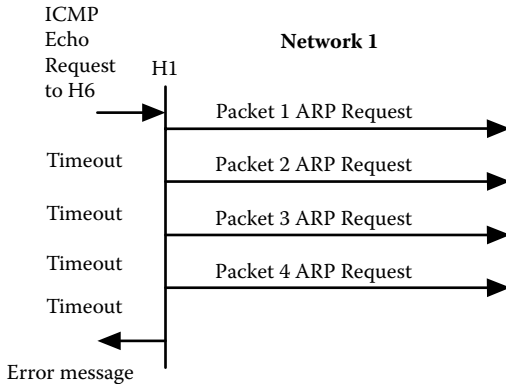 ICMP
Echo
Request
to H6
H1
Network 1
Packet 1 ARP Request
Timeout
Packet 2 ARP Request
Timeout
Packet 3 ARP Request
Timeout
Packet 4 ARP Request
Timeout
Error message